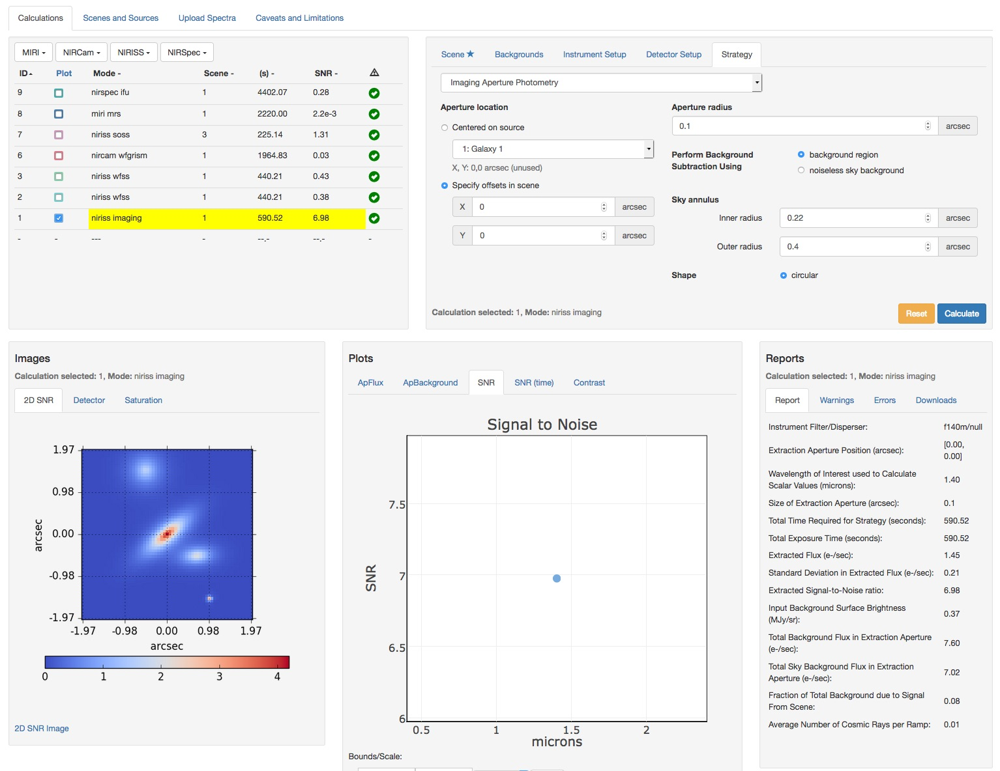 Calculations Scenes and Sources Upload Spectra Caveats and Limitations
MIRI NIRCam NIRISS NIRSpec
ID Plot Mode - Scene - (s) - SNR -
9 nirspec ifu 1 4402.07 0.28
8 miri mrs 1 2220.00 2.2e-3
7 niriss soss 3 225.14 1.31
6 nircam wfgrism 1 1964.83 0.03
3 niriss wfss 1 440.21 0.43
2 niriss wfss 1 440.21 0.38
1 niriss imaging 1 590.52 6.98
- - --- - --.- --.- -
Scene ★ Backgrounds Instrument Setup Detector Setup Strategy
Imaging Aperture Photometry
Aperture location
Centered on source
1: Galaxy 1
X, Y: 0,0 arcsec (unused)
Specify offsets in scene
X 0 arcsec
Y 0 arcsec
Aperture radius
0.1 arcsec
Perform Background
Subtraction Using
background region
noiseless sky background
Sky annulus
Inner radius 0.22 arcsec
Outer radius 0.4 arcsec
Shape circular
Calculation selected: 1, Mode: niriss imaging
Reset Calculate
Images
Calculation selected: 1, Mode: niriss imaging
2D SNR Detector Saturation
1.97
0.98
0.00
-0.98
-1.97
arcsec
-1.97 -0.98 0.00 0.98 1.97
arcsec
0 1 2 3 4
2D SNR Image
Plots
ApFlux ApBackground SNR SNR (time) Contrast
Signal to Noise
7.5
7
6.5
6
SNR
0.5 1 1.5 2
microns
Bounds/Scale:
Reports
Calculation selected: 1, Mode: niriss imaging
Report Warnings Errors Downloads
Instrument Filter/Disperser: f140m/null
Extraction Aperture Position (arcsec): [0.00,
0.00]
Wavelength of Interest used to Calculate
Scalar Values (microns): 1.40
Size of Extraction Aperture (arcsec): 0.1
Total Time Required for Strategy (seconds): 590.52
Total Exposure Time (seconds): 590.52
Extracted Flux (e-/sec): 1.45
Standard Deviation in Extracted Flux (e-/sec): 0.21
Extracted Signal-to-Noise ratio: 6.98
Input Background Surface Brightness
(MJy/sr): 0.37
Total Background Flux in Extraction Aperture
(e-/sec): 7.60
Total Sky Background Flux in Extraction
Aperture (e-/sec): 7.02
Fraction of Total Background due to Signal
From Scene: 0.08
Average Number of Cosmic Rays per Ramp: 0.01